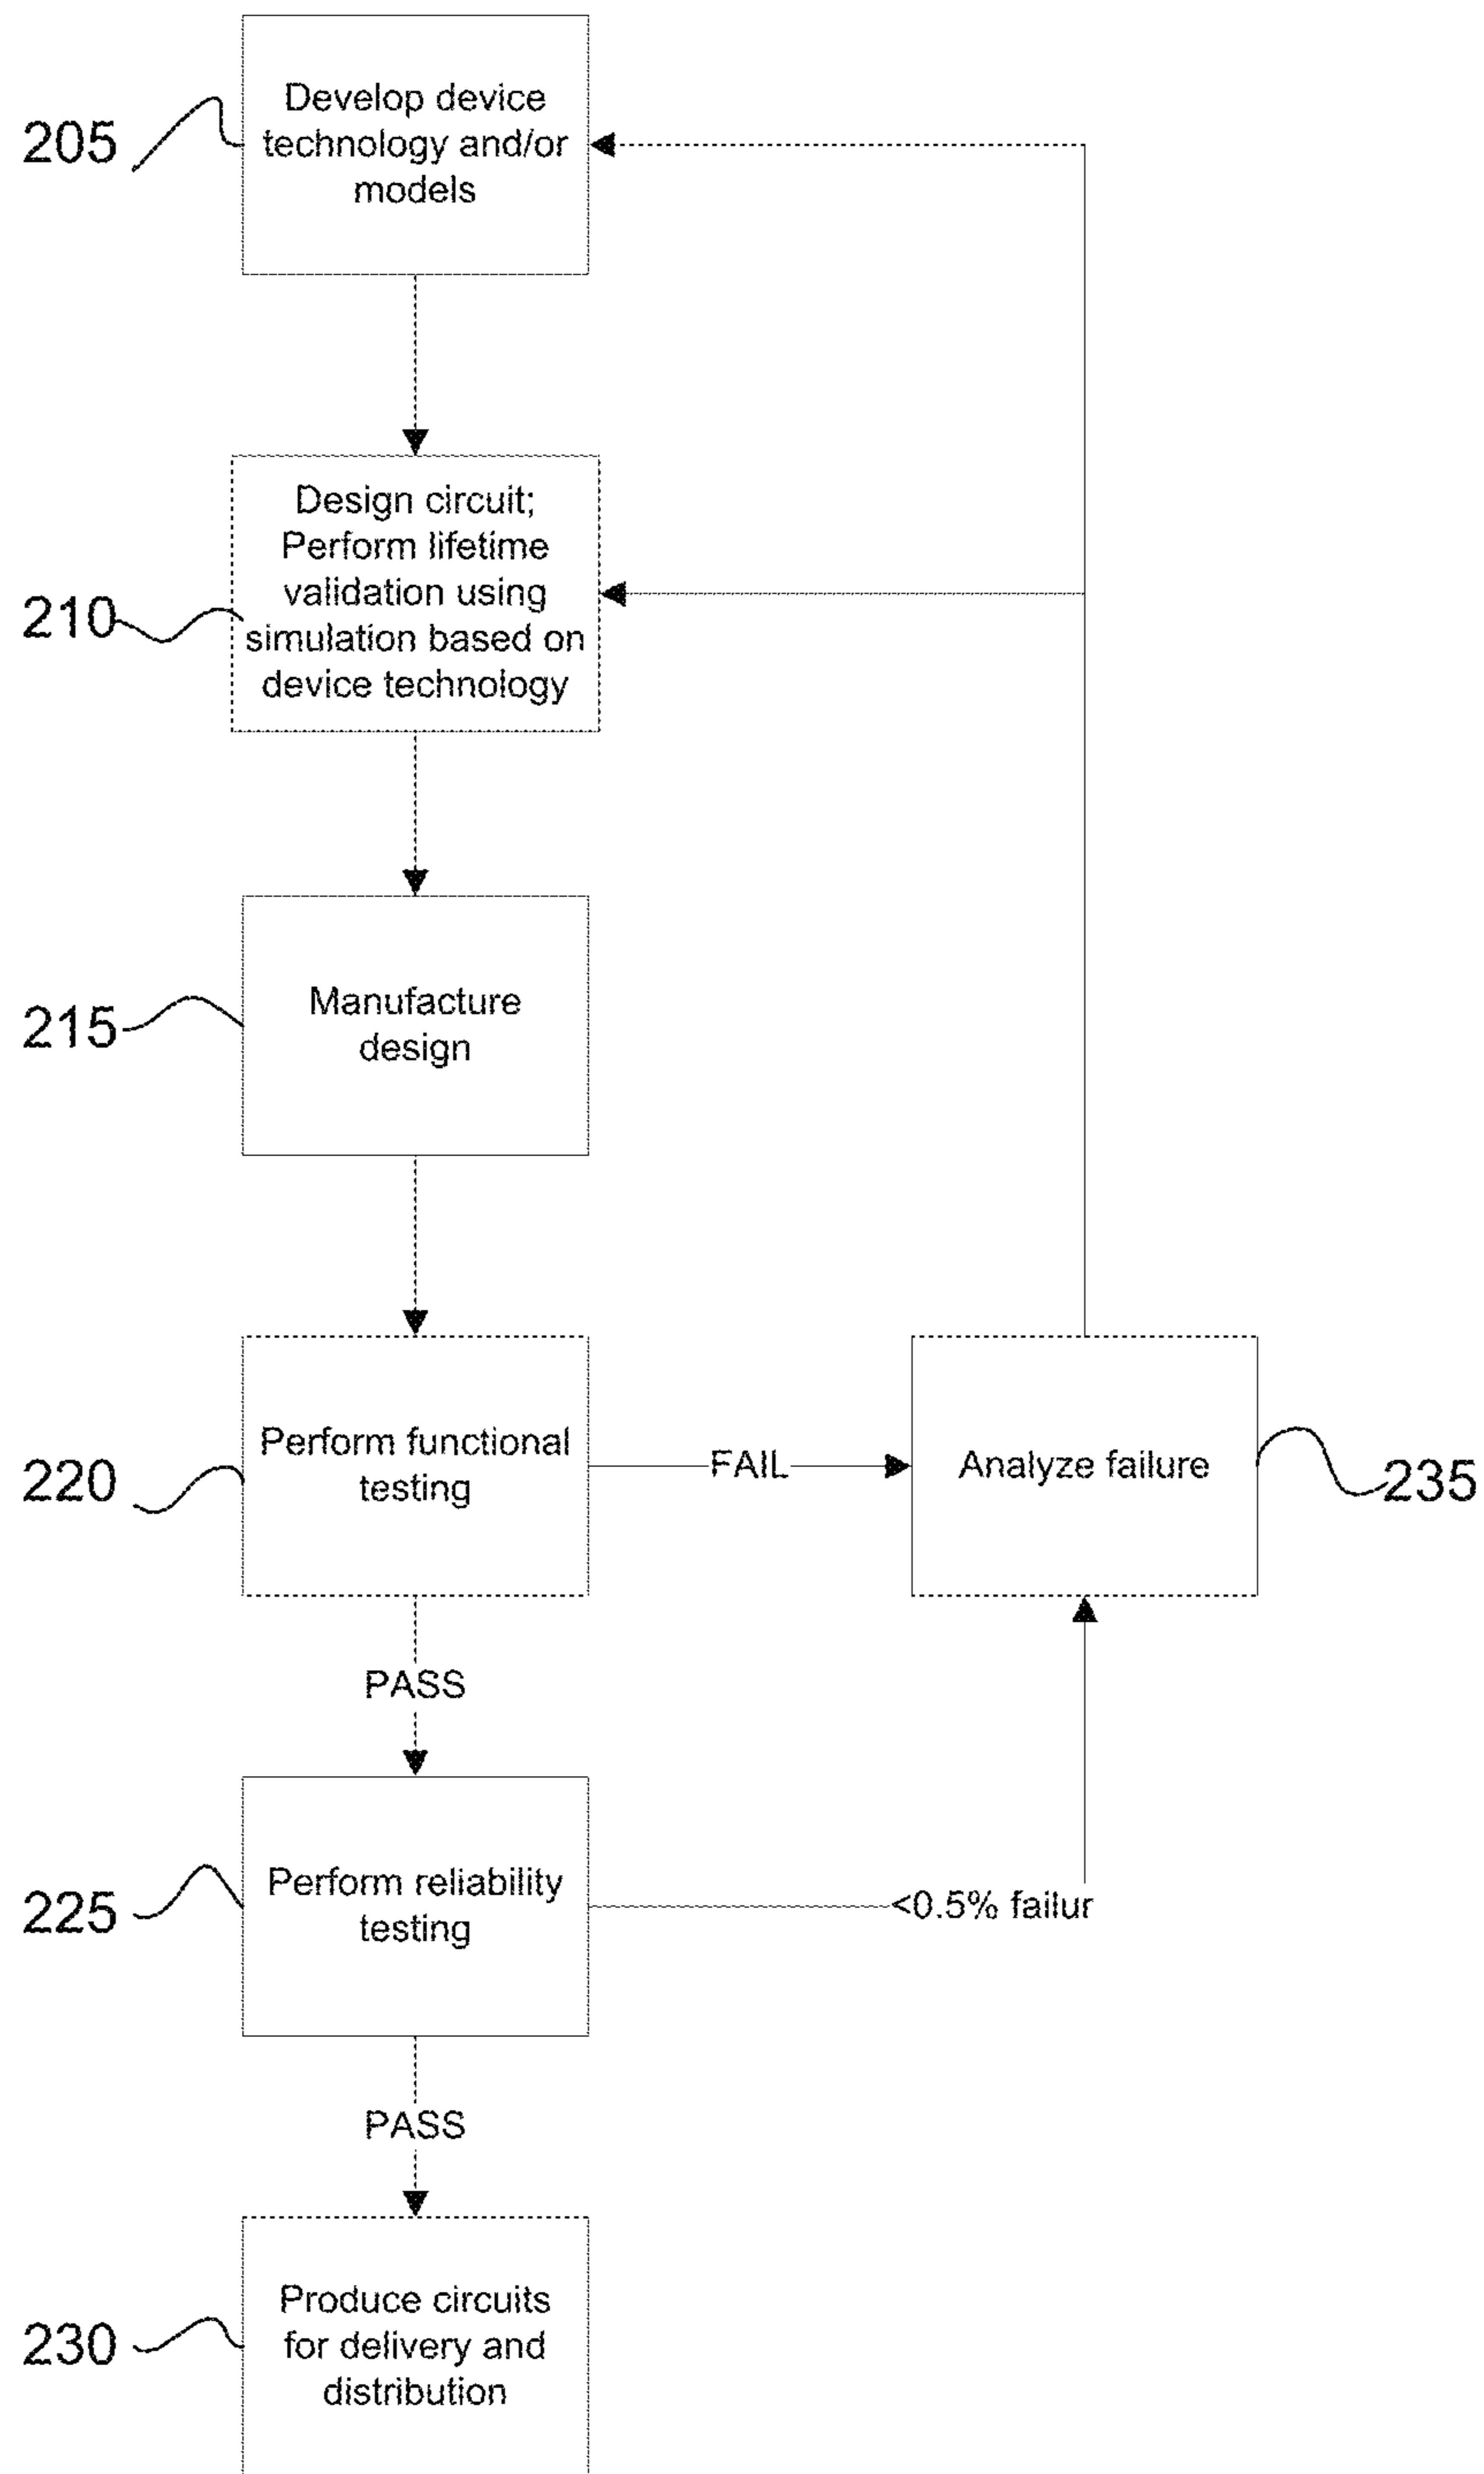 205
Develop device
technology and/or
models
210
Design circuit;
Perform lifetime
validation using
simulation based on
device technology
215
Manufacture
design
220
Perform functional
testing
FAIL
Analyze failure
235
PASS
225
Perform reliability
testing
<0.5% failur
PASS
230
Produce circuits
for delivery and
distribution